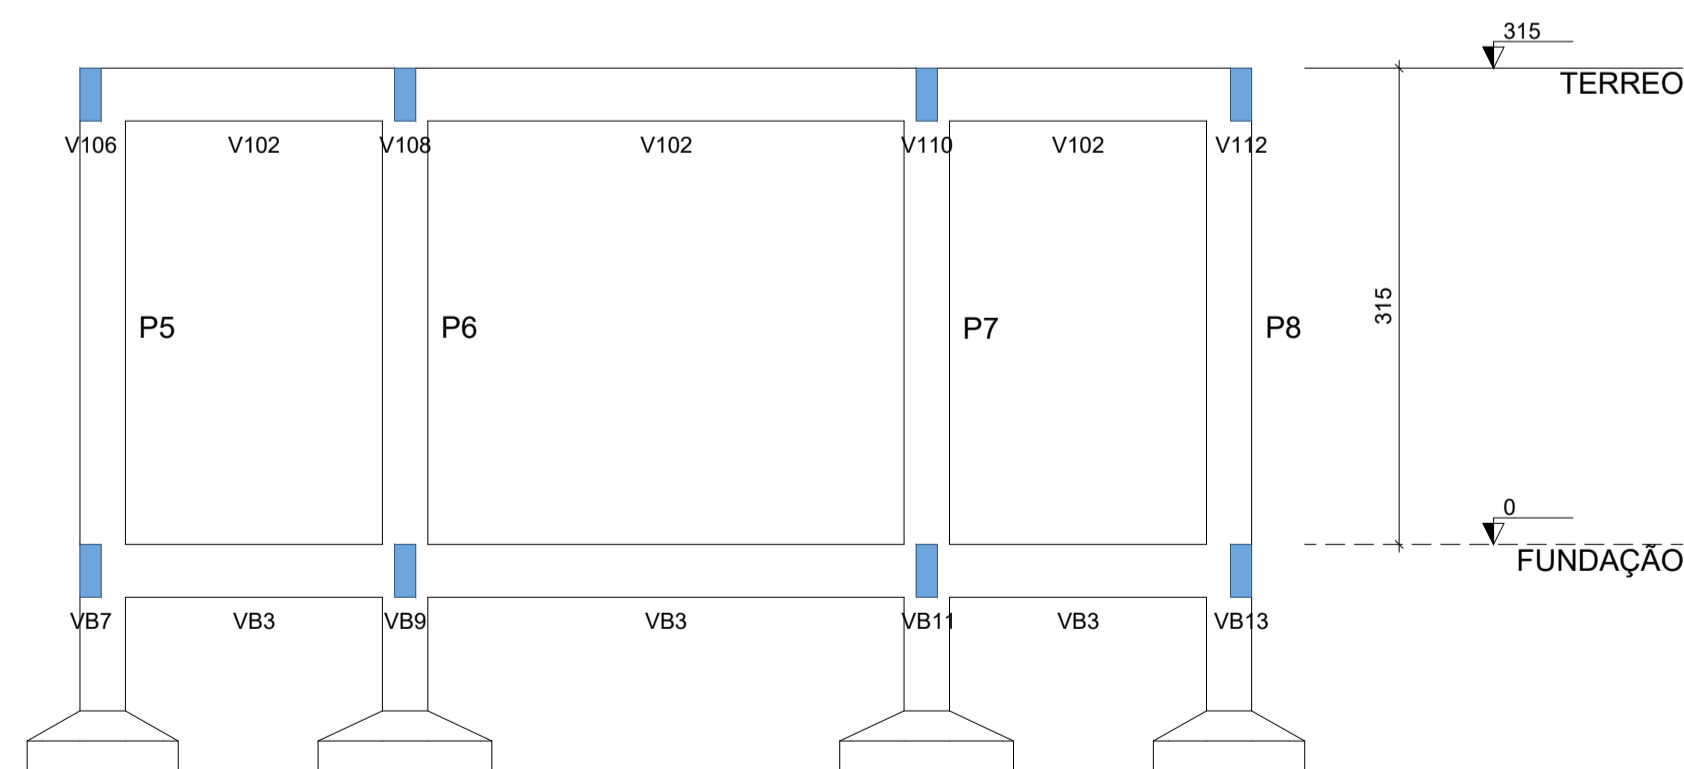 315
TERREO
V106 V102 V108 V102 V110 V102 V112
315
P5 P6 P7 P8
0
FUNDAÇÃO
VB7 VB3 VB9 VB3 VB11 VB3 VB13